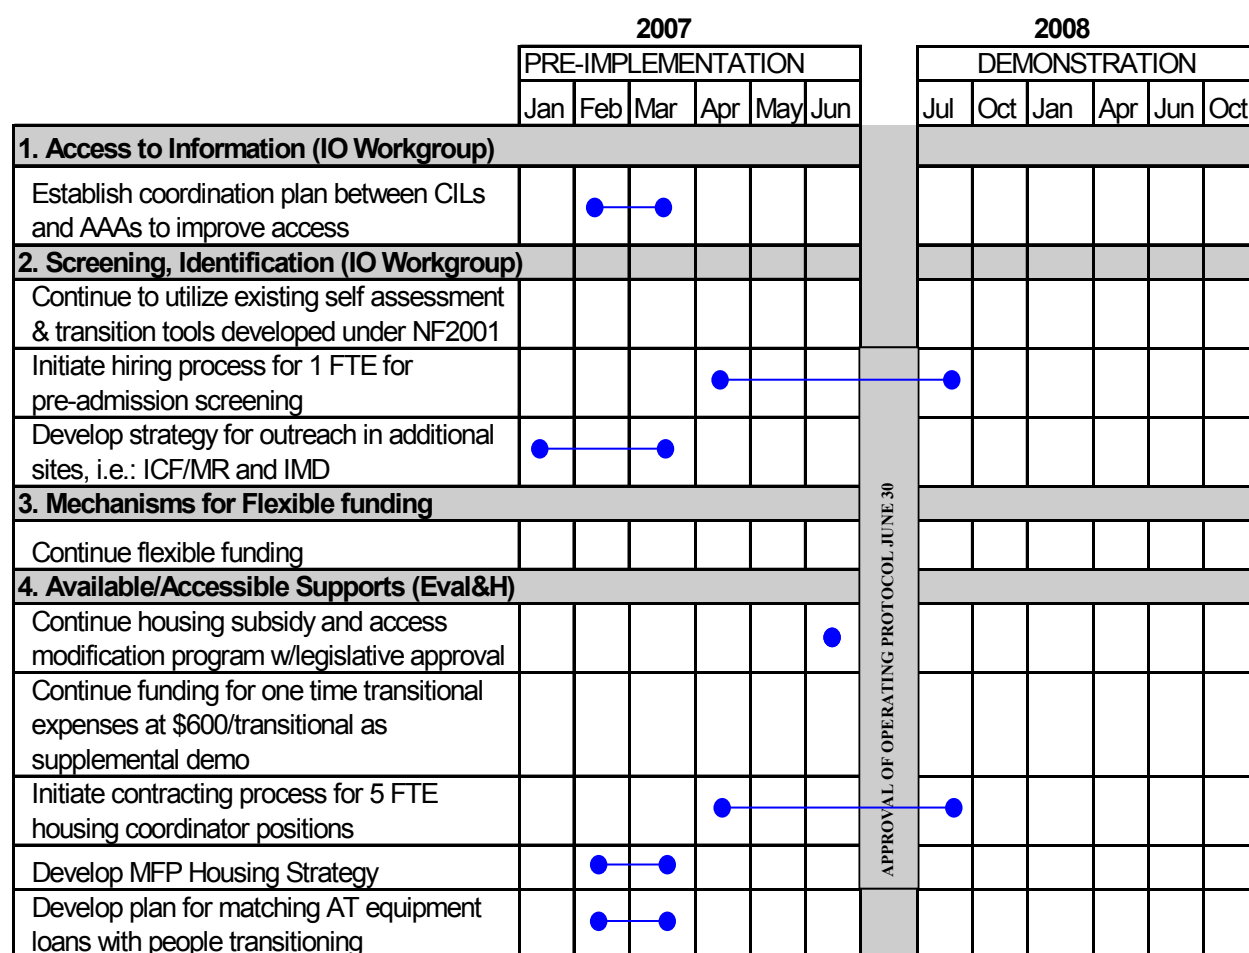 2007 2008
PRE-IMPLEMENTATION DEMONSTRATION
Jan Feb Mar Apr May Jun Jul Oct Jan Apr Jun Oct
1. Access to Information (IO Workgroup)
Establish coordination plan between CILs
and AAAs to improve access
2. Screening, Identification (IO Workgroup)
Continue to utilize existing self assessment
& transition tools developed under NF2001
Initiate hiring process for 1 FTE for
pre-admission screening
Develop strategy for outreach in additional
sites, i.e.: ICF/MR and IMD
3. Mechanisms for Flexible funding
Continue flexible funding
4. Available/Accessible Supports (Eval&H)
Continue housing subsidy and access
modification program w/legislative approval
Continue funding for one time transitional
expenses at $600/transitional as
supplemental demo
Initiate contracting process for 5 FTE
housing coordinator positions
Develop MFP Housing Strategy
Develop plan for matching AT equipment
loans with people transitioning
APPROVAL OF OPERATING PROTOCOL JUNE 30